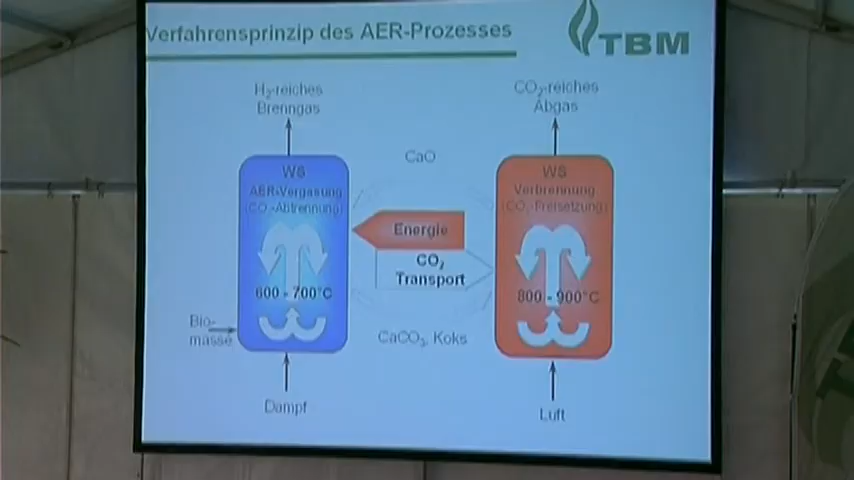 Verfahrensprinzip des AER-Prozesses
TBM
H₂-reiches
Brenngas
CO₂-reiches
Abgas
CaO
WS
AER-Vergasung
(CO₂-Abtrennung)
WS
Verbrennung
(CO₂-Freisetzung)
Energie
CO₂
Transport
600 - 700°C
800 - 900°C
Bio-
masse
CaCO₃, Koks
Dampf
Luft